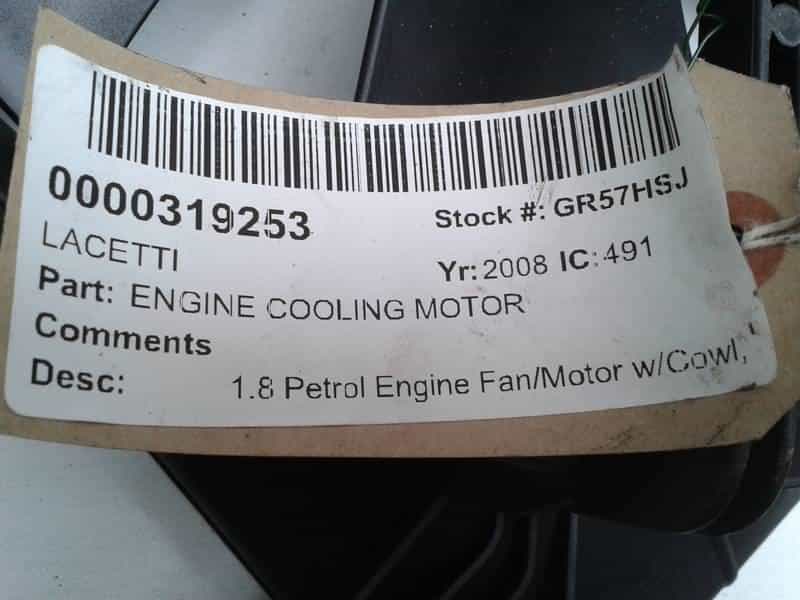 0000319253 Stock #: GR57HSJ
LACETTI Yr: 2008 IC: 491
Part: ENGINE COOLING MOTOR
Comments
Desc: 1.8 Petrol Engine Fan/Motor w/Cowl,